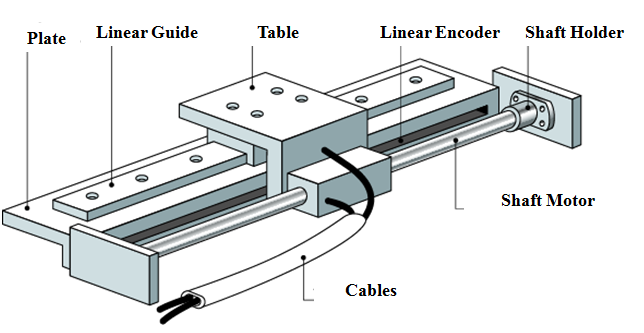 Plate
Linear Guide
Table
Linear Encoder
Shaft Holder
Shaft Motor
Cables